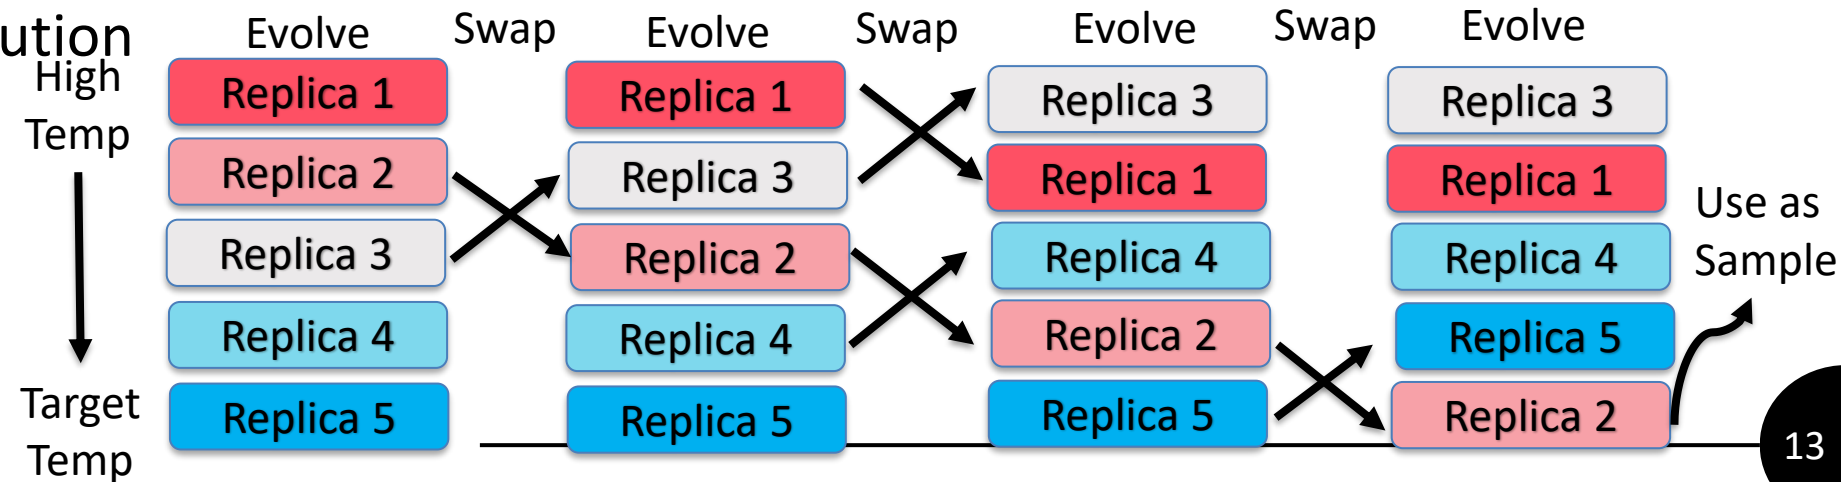 ution
Evolve Swap Evolve Swap Evolve Swap Evolve
High
Temp
Replica 1 Replica 1 Replica 3 Replica 3
Replica 2 Replica 3 Replica 1 Replica 1
Use as
Sample
Replica 3 Replica 2 Replica 4 Replica 4
Replica 4 Replica 4 Replica 2 Replica 5
Target
Temp
Replica 5 Replica 5 Replica 5 Replica 2
13